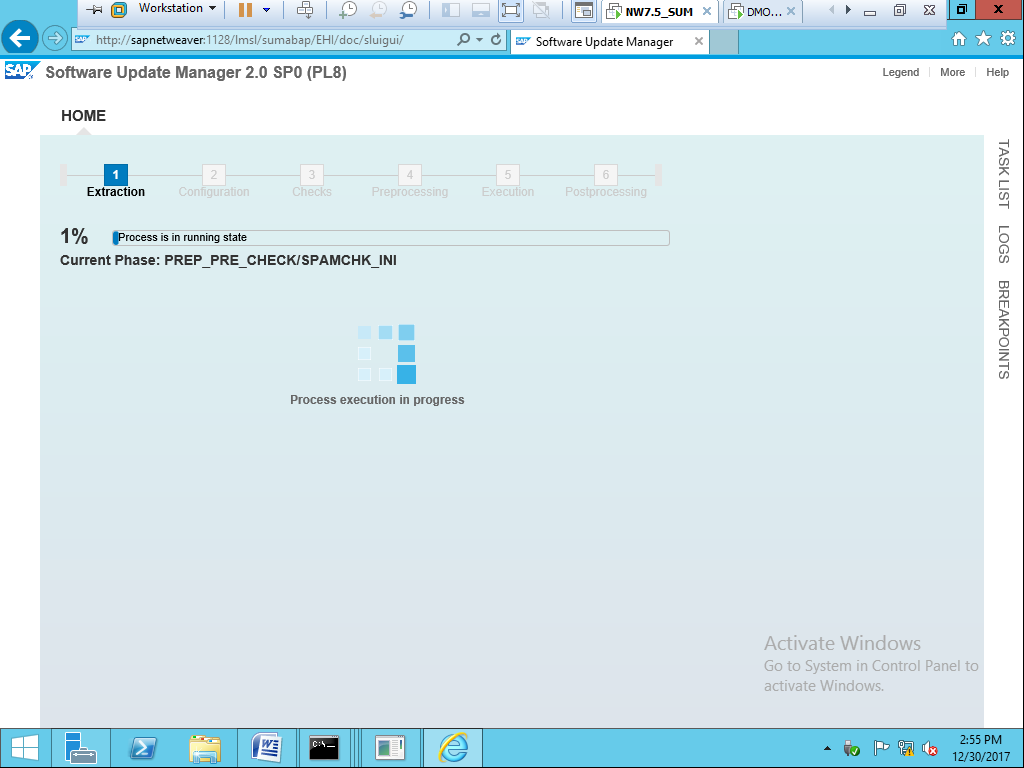 Workstation
NW7.5_SUM
DMO...
http://sapnetweaver:1128/lmsl/sumabap/EHI/doc/sluigui/
SAP Software Update Manager
SAP Software Update Manager 2.0 SP0 (PL8)
Legend
More
Help
HOME
1
2
3
4
5
6
Extraction
Configuration
Checks
Preprocessing
Execution
Postprocessing
1%
Process is in running state
Current Phase: PREP_PRE_CHECK/SPAMCHK_INI
Process execution in progress
TASK LIST
LOGS
BREAKPOINTS
Activate Windows
Go to System in Control Panel to
activate Windows.
C:\_
2:55 PM
12/30/2017